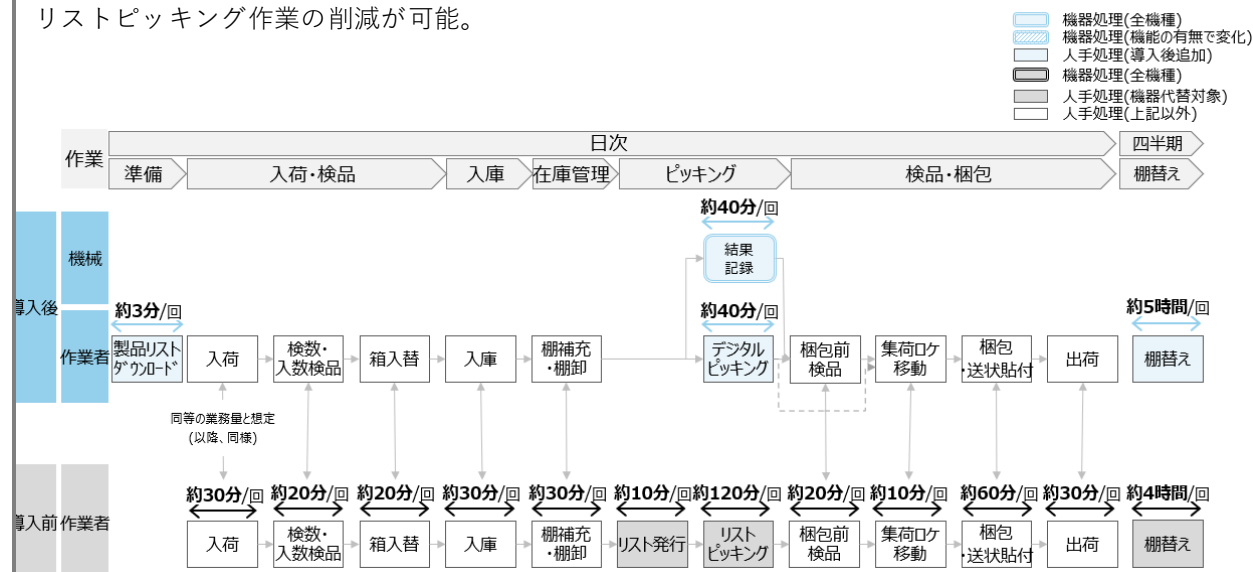 リストピッキング作業の削減が可能。
機器処理(全機種)
機器処理(機能の有無で変化)
人手処理(導入後追加)
機器処理(全機種)
人手処理(機器代替対象)
人手処理(上記以外)
作業
日次
四半期
準備
入荷・検品
入庫
在庫管理
ピッキング
検品・梱包
棚替え
導入後
機械
約40分/回
結果
記録
作業者
約3分/回
製品リスト
ダウンロード
入荷
検数・
入数検品
箱入替
入庫
棚補充
・棚卸
約40分/回
デジタル
ピッキング
梱包前
検品
集荷ロケ
移動
梱包
・送状貼付
出荷
約5時間/回
棚替え
同等の業務量と想定
(以降、同様)
導入前
作業者
約30分/回
約20分/回
約20分/回
約30分/回
約30分/回
約10分/回
約120分/回
約20分/回
約10分/回
約60分/回
約30分/回
約4時間/回
入荷
検数・
入数検品
箱入替
入庫
棚補充
・棚卸
リスト発行
リスト
ピッキング
梱包前
検品
集荷ロケ
移動
梱包
・送状貼付
出荷
棚替え